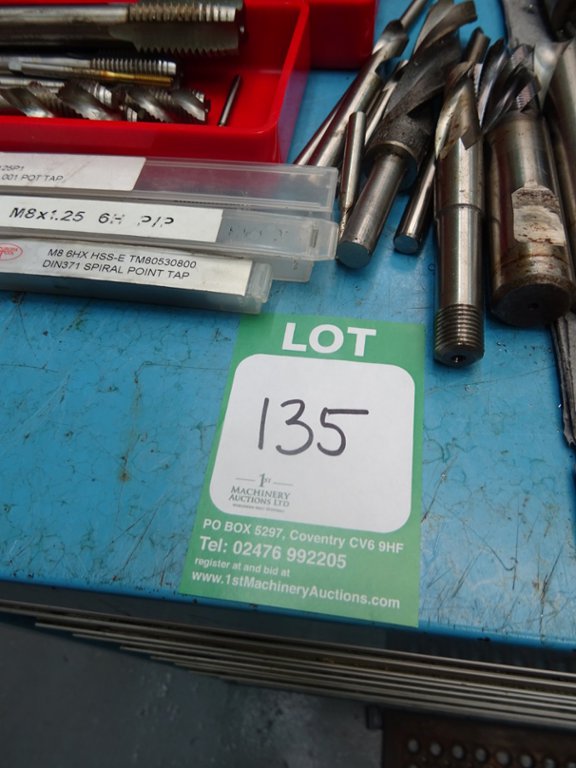 .001 POT TAP
M8x1.25 6H P/P
M8 6HX HSS-E TM80530800
DIN371 SPIRAL POINT TAP
LOT
135
1ST
MACHINERY
AUCTIONS LTD
PO BOX 5297, Coventry CV6 9HF
Tel: 02476 992205
register at and bid at
www.1stMachineryAuctions.com